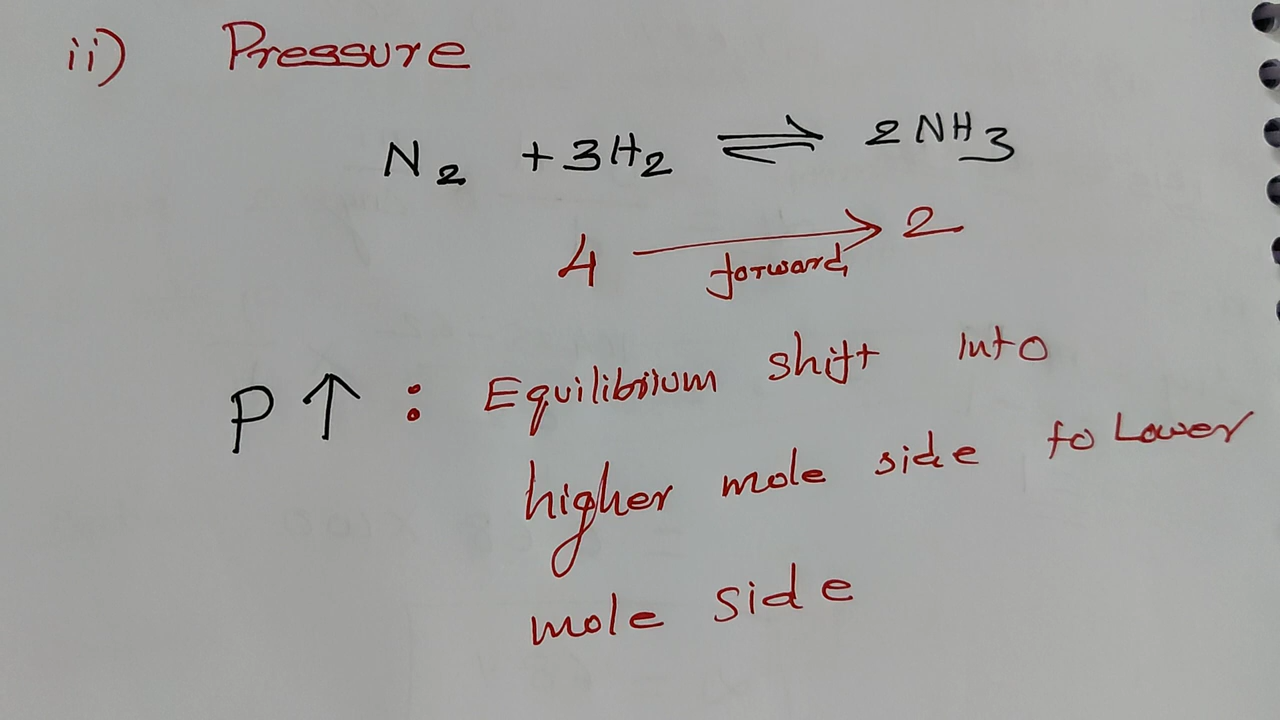 ii) Pressure
N₂ + 3H₂ ⇌ 2NH₃
4 → 2
forward
P ↑ : Equilibrium shift into
higher mole side to Lower
mole side